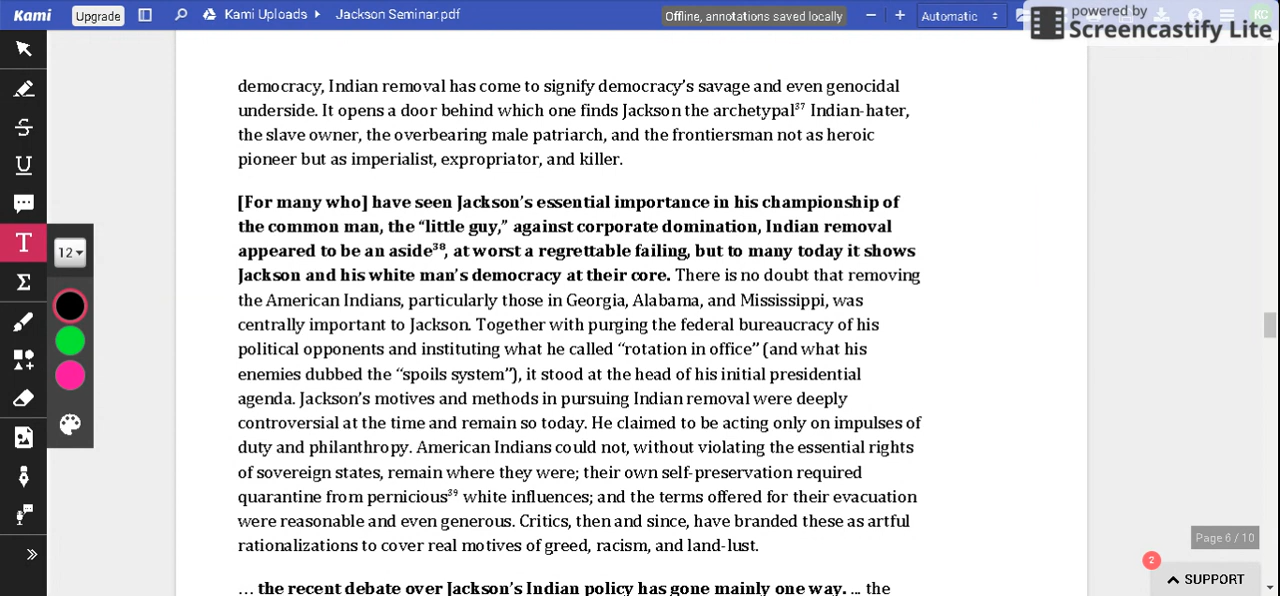 Kami
Upgrade
Kami Uploads
Jackson Seminar.pdf
Offline, annotations saved locally
Automatic
powered by
Screencastify Lite
KC
democracy, Indian removal has come to signify democracy's savage and even genocidal
underside. It opens a door behind which one finds Jackson the archetypal³⁷ Indian-hater,
the slave owner, the overbearing male patriarch, and the frontiersman not as heroic
pioneer but as imperialist, expropriator, and killer.
[For many who] have seen Jackson's essential importance in his championship of
the common man, the “little guy,” against corporate domination, Indian removal
appeared to be an aside³⁸, at worst a regrettable failing, but to many today it shows
Jackson and his white man's democracy at their core. There is no doubt that removing
the American Indians, particularly those in Georgia, Alabama, and Mississippi, was
centrally important to Jackson. Together with purging the federal bureaucracy of his
political opponents and instituting what he called “rotation in office” (and what his
enemies dubbed the “spoils system”), it stood at the head of his initial presidential
agenda. Jackson's motives and methods in pursuing Indian removal were deeply
controversial at the time and remain so today. He claimed to be acting only on impulses of
duty and philanthropy. American Indians could not, without violating the essential rights
of sovereign states, remain where they were; their own self-preservation required
quarantine from pernicious³⁹ white influences; and the terms offered for their evacuation
were reasonable and even generous. Critics, then and since, have branded these as artful
rationalizations to cover real motives of greed, racism, and land-lust.
... the recent debate over Jackson's Indian policy has gone mainly one way. ... the
T
12
Page 6 / 10
2
SUPPORT